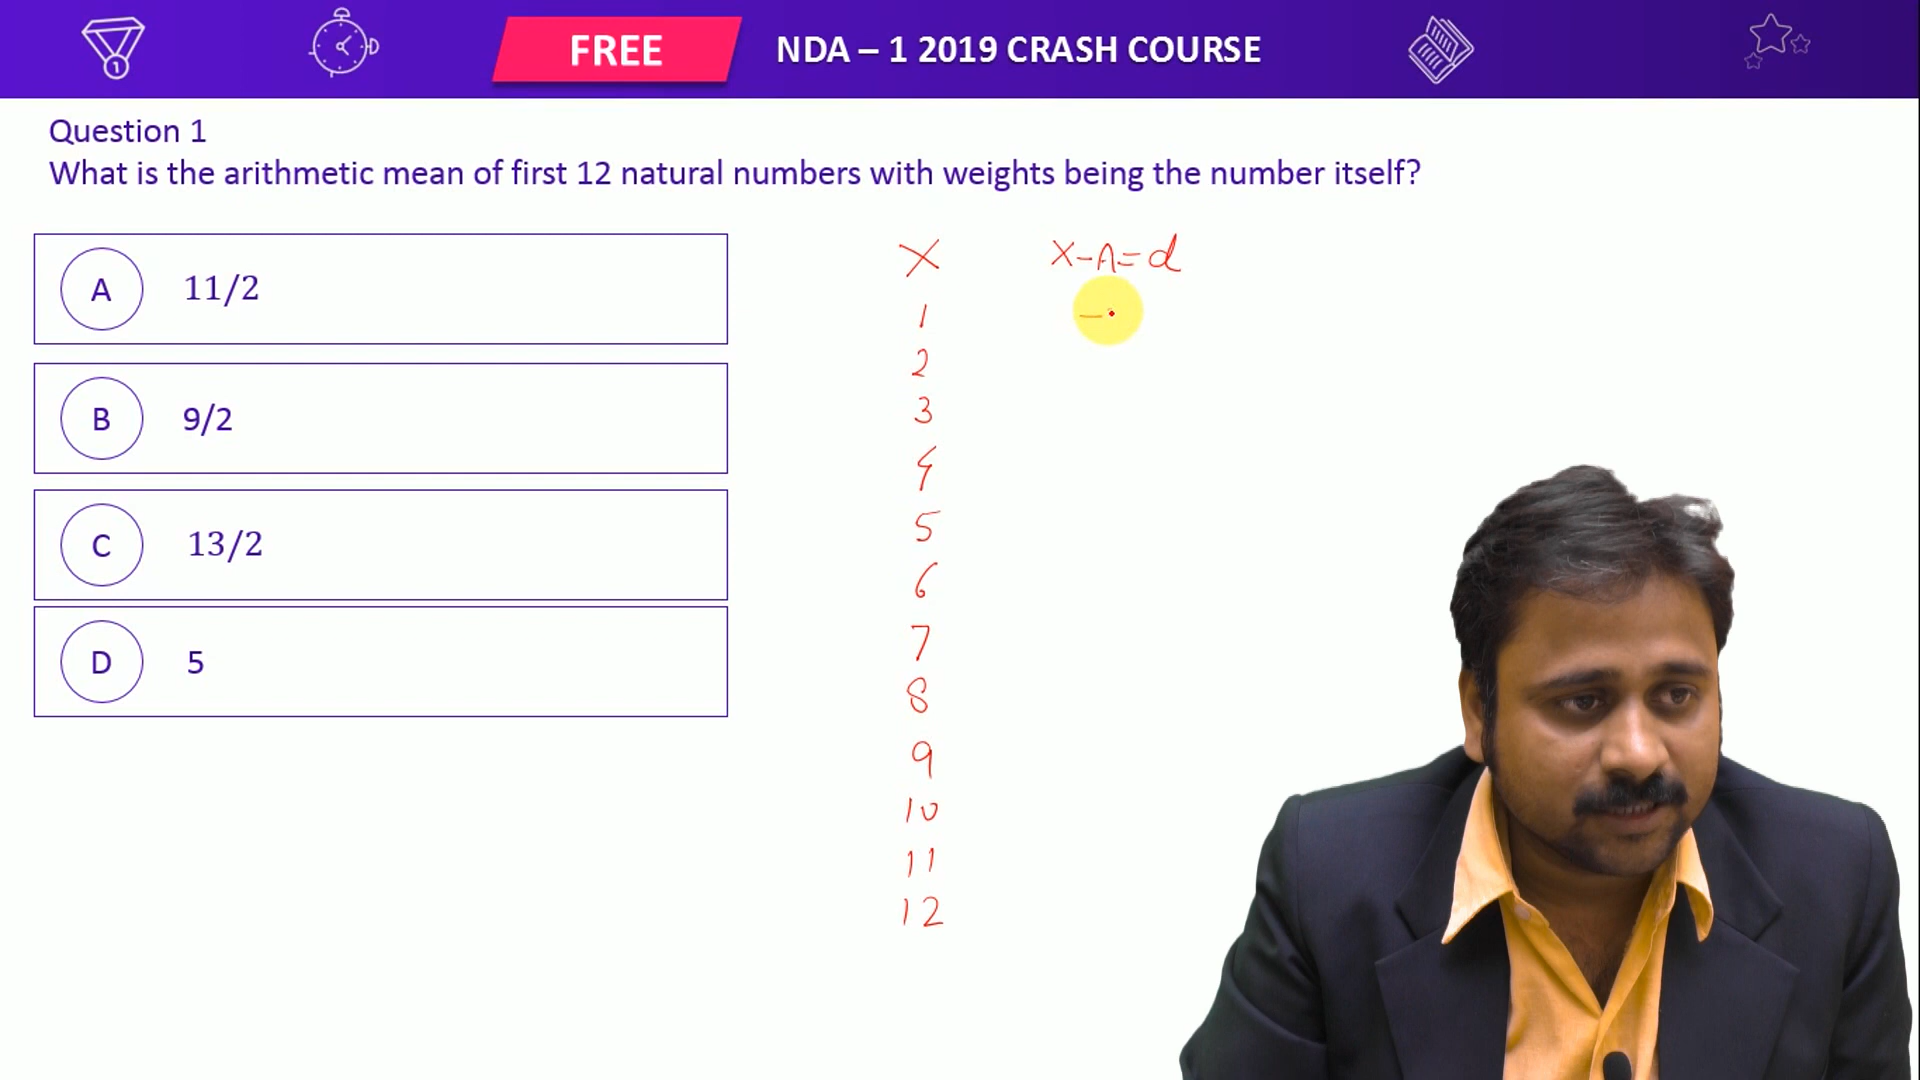 FREE
NDA – 1 2019 CRASH COURSE
Question 1
What is the arithmetic mean of first 12 natural numbers with weights being the number itself?
A 11/2
B 9/2
C 13/2
D 5
X X-A=d
1 -
2
3
4
5
6
7
8
9
10
11
12
1